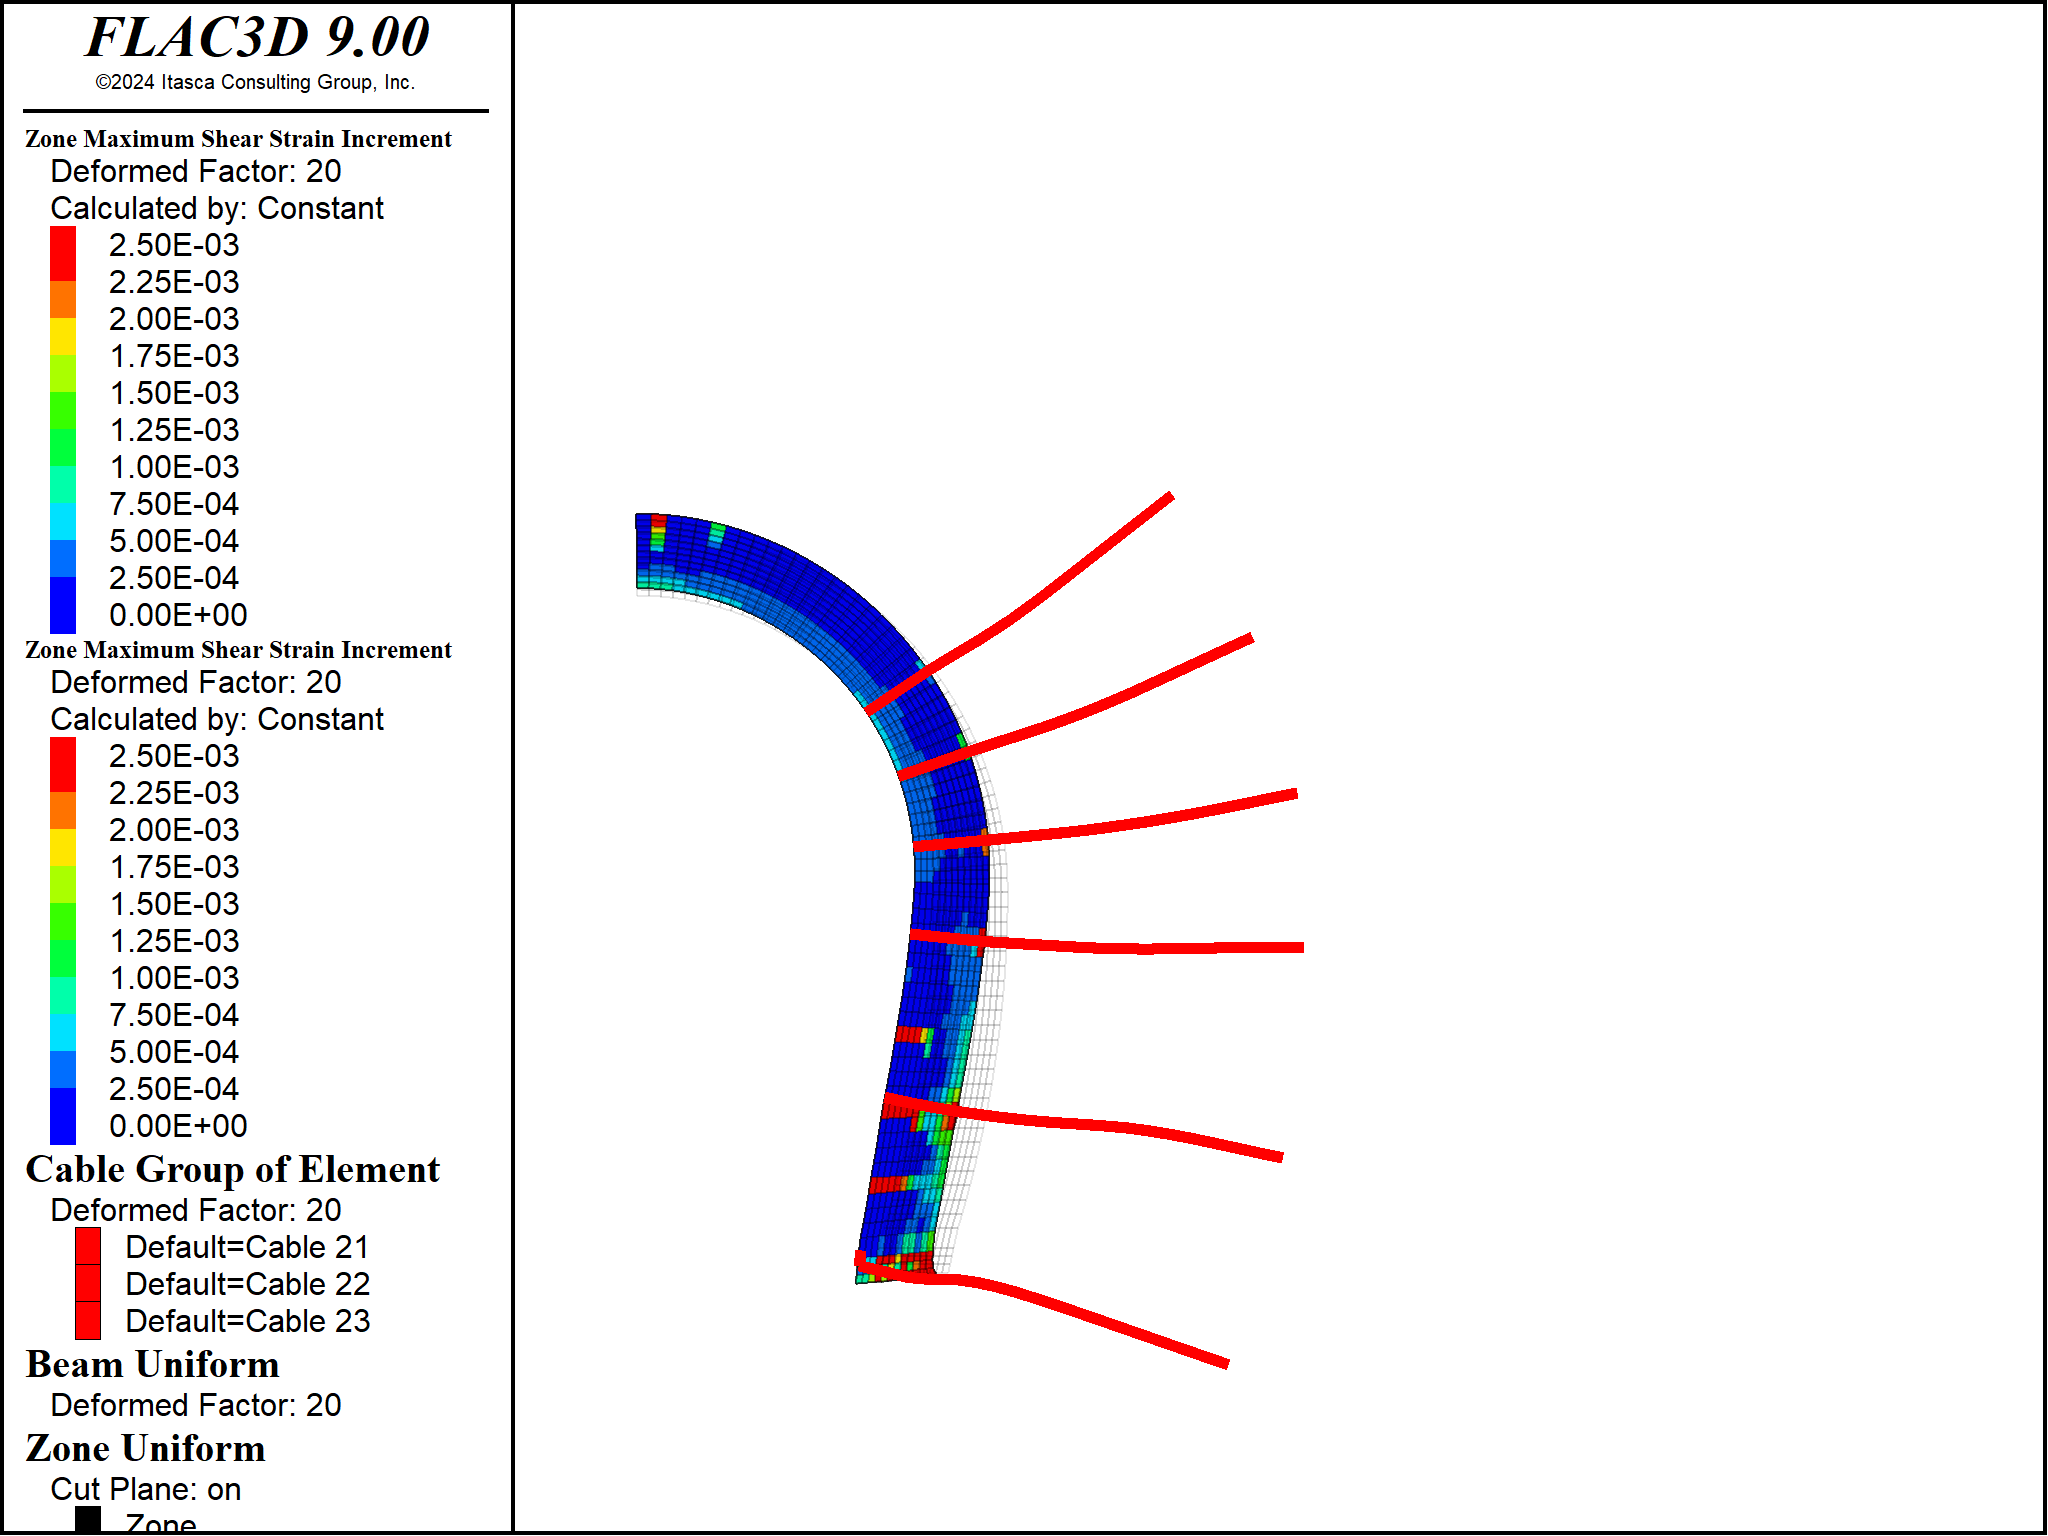 FLAC3D 9.00
©2024 Itasca Consulting Group, Inc.
Zone Maximum Shear Strain Increment
Deformed Factor: 20
Calculated by: Constant
2.50E-03
2.25E-03
2.00E-03
1.75E-03
1.50E-03
1.25E-03
1.00E-03
7.50E-04
5.00E-04
2.50E-04
0.00E+00
Zone Maximum Shear Strain Increment
Deformed Factor: 20
Calculated by: Constant
2.50E-03
2.25E-03
2.00E-03
1.75E-03
1.50E-03
1.25E-03
1.00E-03
7.50E-04
5.00E-04
2.50E-04
0.00E+00
Cable Group of Element
Deformed Factor: 20
Default=Cable 21
Default=Cable 22
Default=Cable 23
Beam Uniform
Deformed Factor: 20
Zone Uniform
Cut Plane: on
Zone